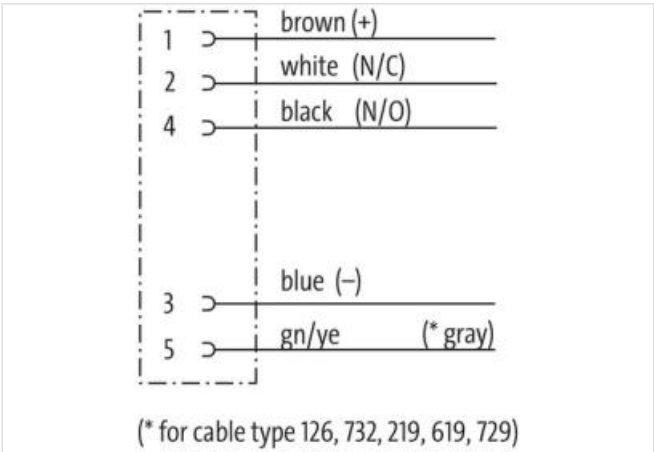 1 brown (+)
2 white (N/C)
4 black (N/O)
3 blue (–)
5 gn/ye (* gray)
(* for cable type 126, 732, 219, 619, 729)